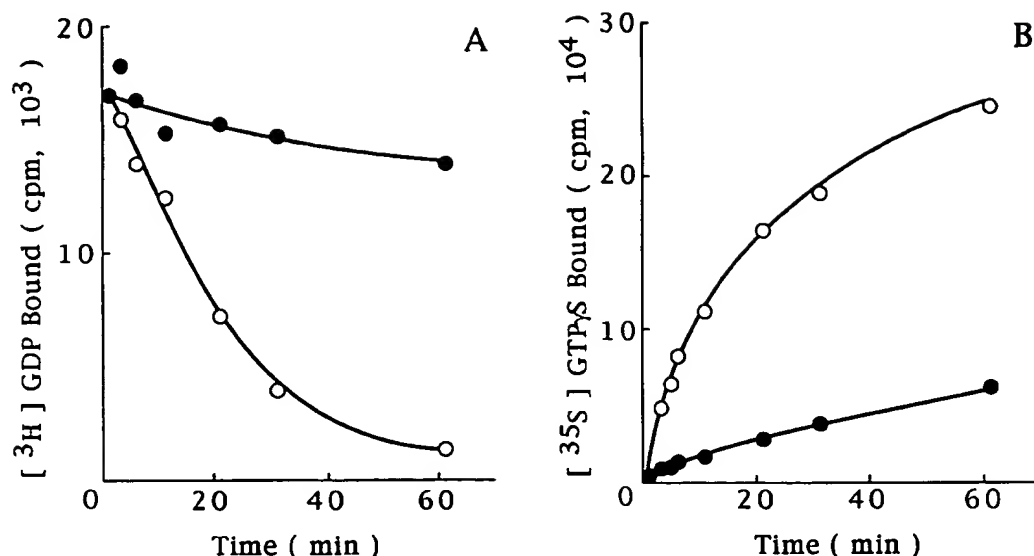 A
20
10
0
20
40
60
[ ³H ] GDP Bound ( cpm, 10³ )
Time ( min )
B
30
20
10
0
20
40
60
[ ³⁵S ] GTPγS Bound ( cpm, 10⁴ )
Time ( min )